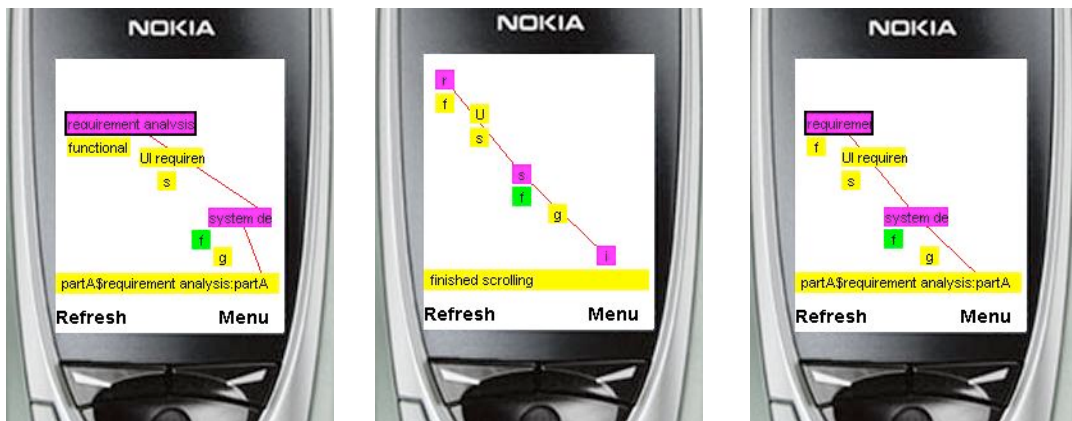 NOKIA
requirement analysis
functional
UI requiren
s
system de
f
g
partA$requirement analysis:partA
Refresh Menu
NOKIA
r
f
U
s
s
f
g
i
finished scrolling
Refresh Menu
NOKIA
requiremen
f
UI requiren
s
system de
f
g
partA$requirement analysis:partA
Refresh Menu